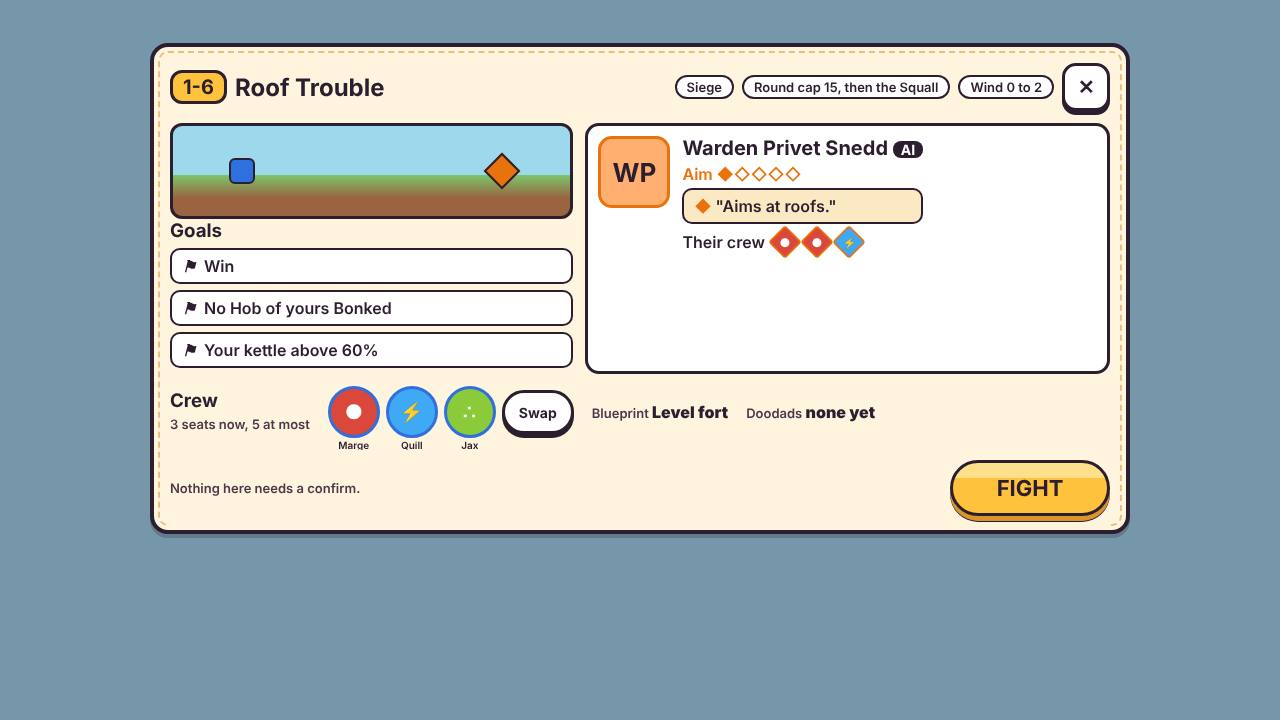 1-6 Roof Trouble
Siege
Round cap 15, then the Squall
Wind 0 to 2
✕
Goals
Win
No Hob of yours Bonked
Your kettle above 60%
WP
Warden Privet Snedd AI
Aim
"Aims at roofs."
Their crew
Crew
3 seats now, 5 at most
Marge
Quill
Jax
Swap
Blueprint Level fort
Doodads none yet
Nothing here needs a confirm.
FIGHT